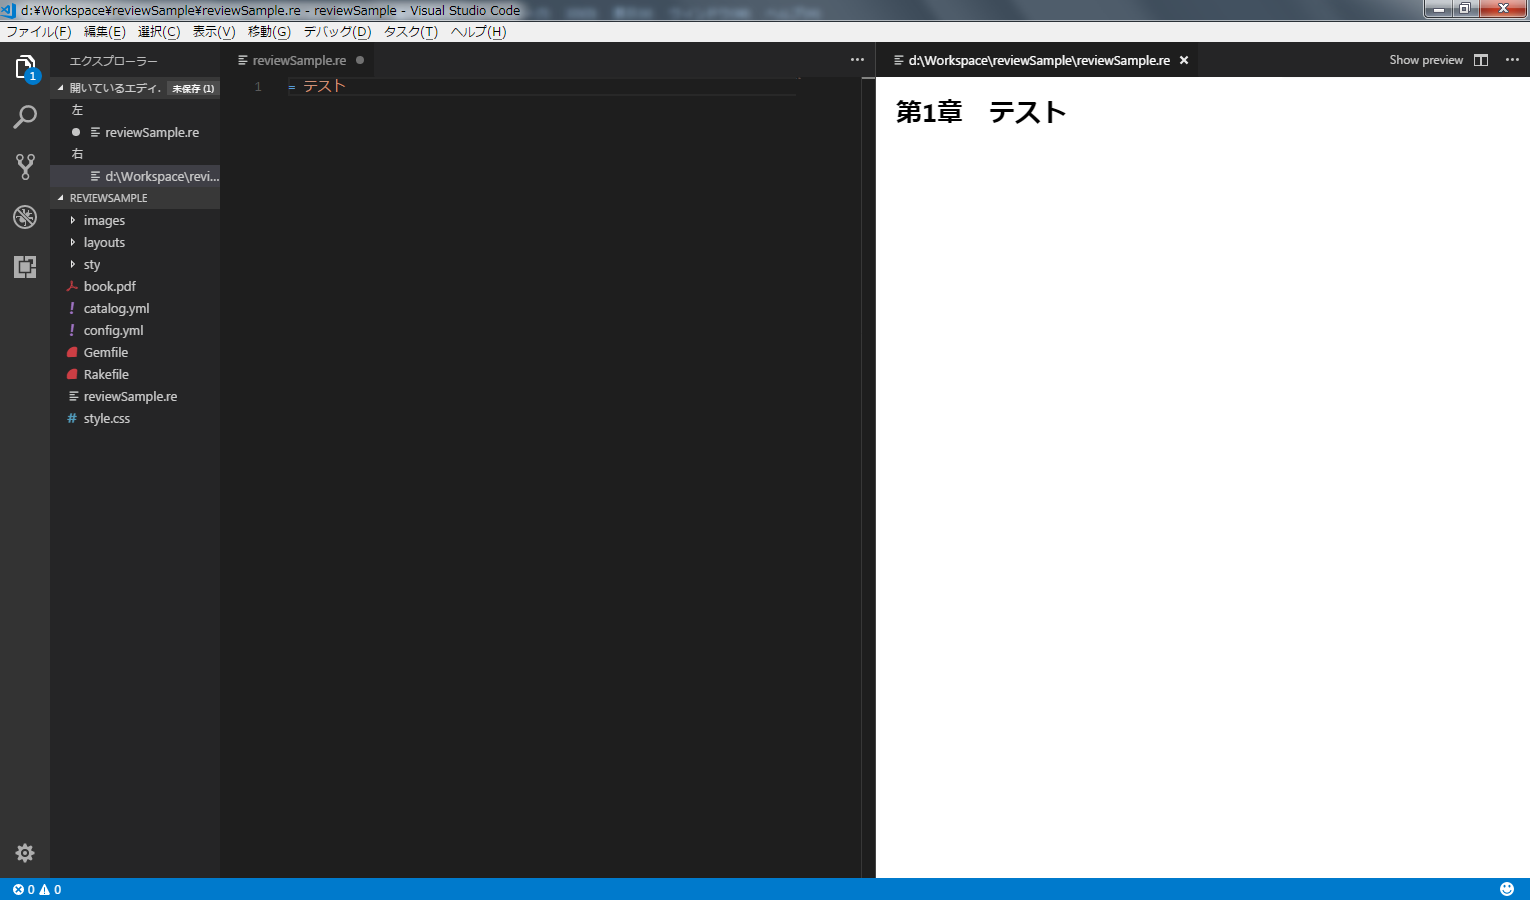 d:¥Workspace¥reviewSample¥reviewSample.re - reviewSample - Visual Studio Code
ファイル(F) 編集(E) 選択(C) 表示(V) 移動(G) デバッグ(D) タスク(T) ヘルプ(H)
エクスプローラー
開いているエディ. 未保存 (1)
左
reviewSample.re
右
d:\Workspace\revi...
REVIEWSAMPLE
images
layouts
sty
book.pdf
catalog.yml
config.yml
Gemfile
Rakefile
reviewSample.re
style.css
1
reviewSample.re
1 = テスト
d:\Workspace\reviewSample\reviewSample.re Show preview
第1章　テスト
0 0